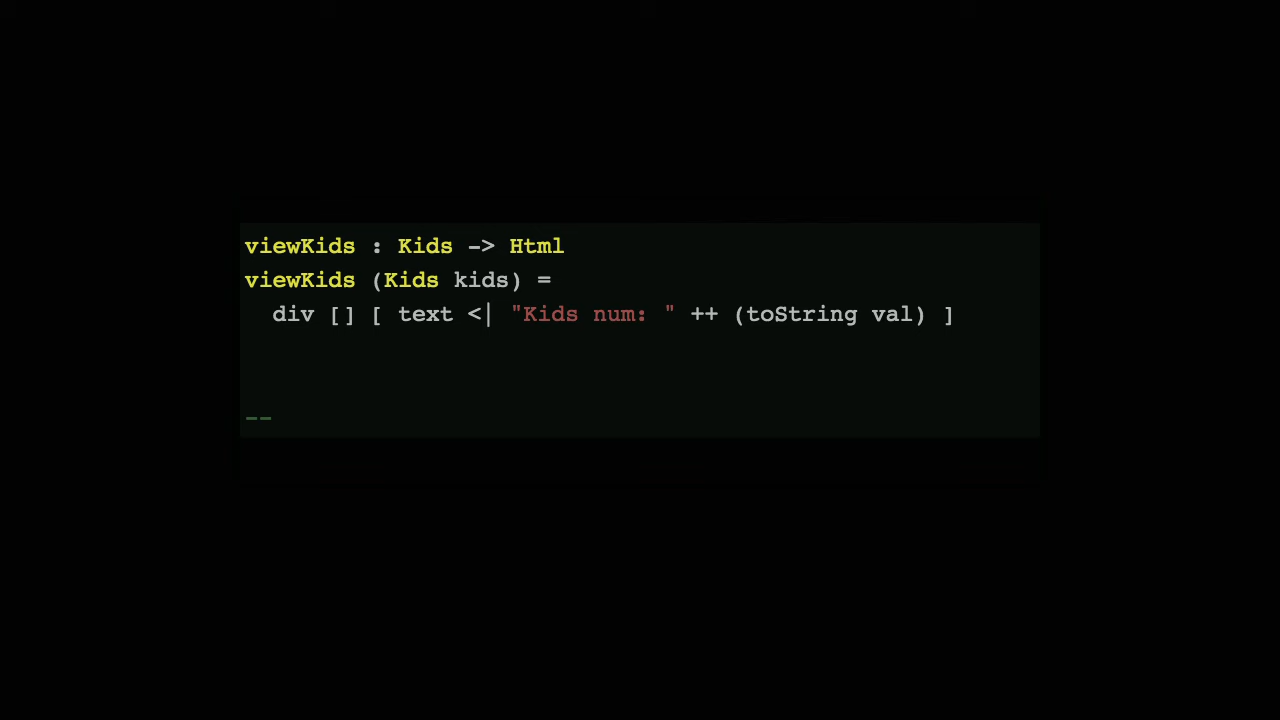 viewKids : Kids -> Html
viewKids (Kids kids) =
  div [] [ text <| "Kids num: " ++ (toString val) ]
--